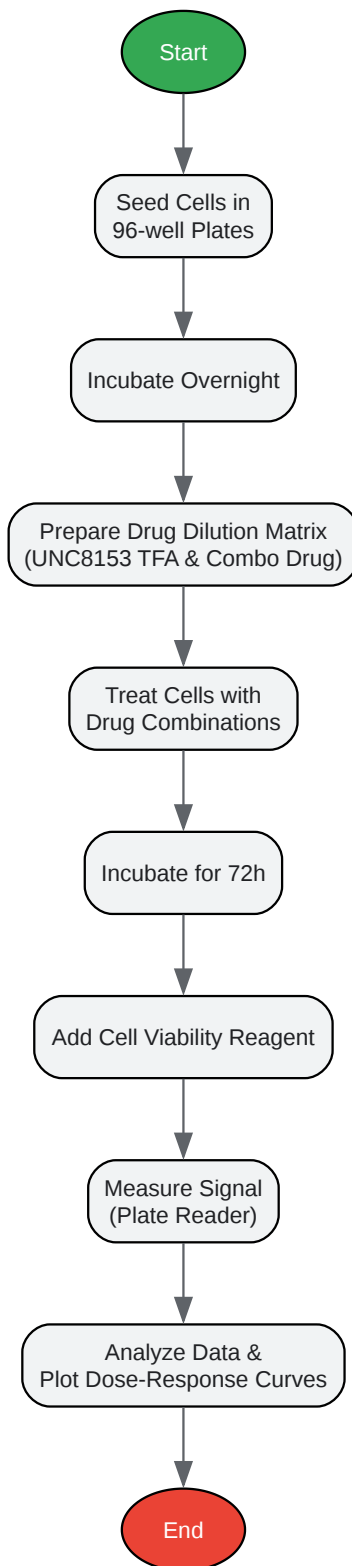 Start
Seed Cells in
96-well Plates
Incubate Overnight
Prepare Drug Dilution Matrix
(UNC8153 TFA & Combo Drug)
Treat Cells with
Drug Combinations
Incubate for 72h
Add Cell Viability Reagent
Measure Signal
(Plate Reader)
Analyze Data &
Plot Dose-Response Curves
End